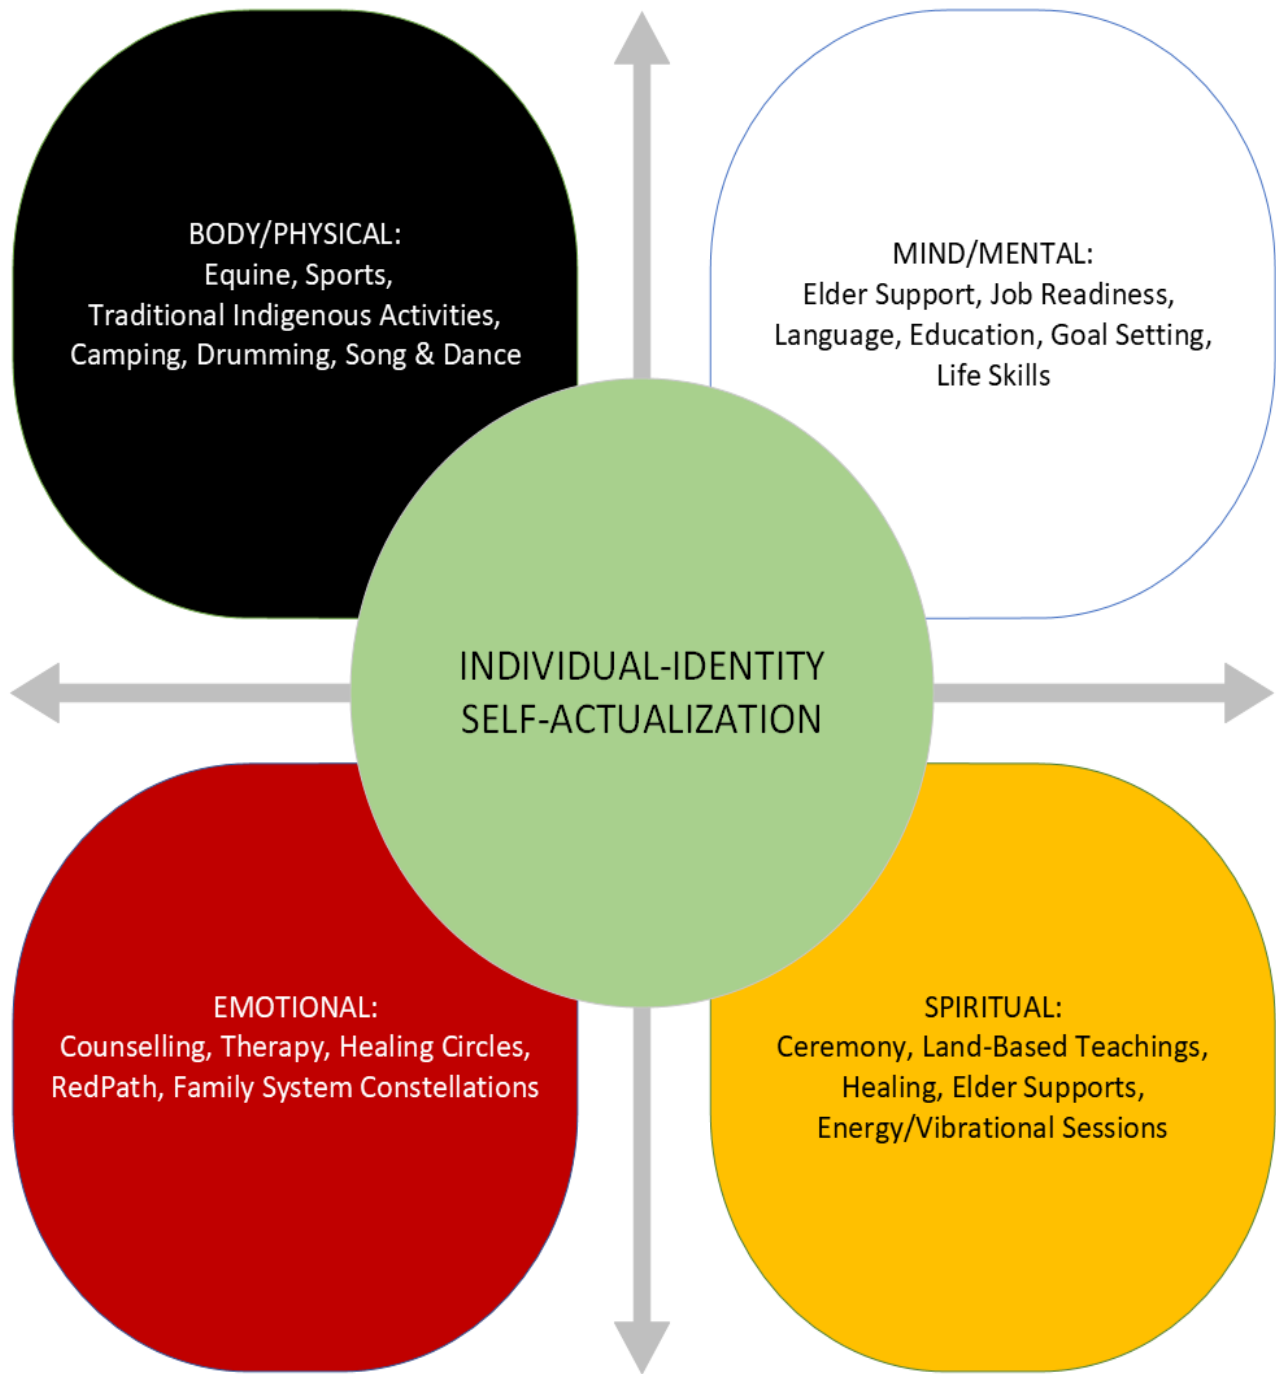 BODY/PHYSICAL:
Equine, Sports,
Traditional Indigenous Activities,
Camping, Drumming, Song & Dance
MIND/MENTAL:
Elder Support, Job Readiness,
Language, Education, Goal Setting,
Life Skills
INDIVIDUAL-IDENTITY
SELF-ACTUALIZATION
EMOTIONAL:
Counselling, Therapy, Healing Circles,
RedPath, Family System Constellations
SPIRITUAL:
Ceremony, Land-Based Teachings,
Healing, Elder Supports,
Energy/Vibrational Sessions